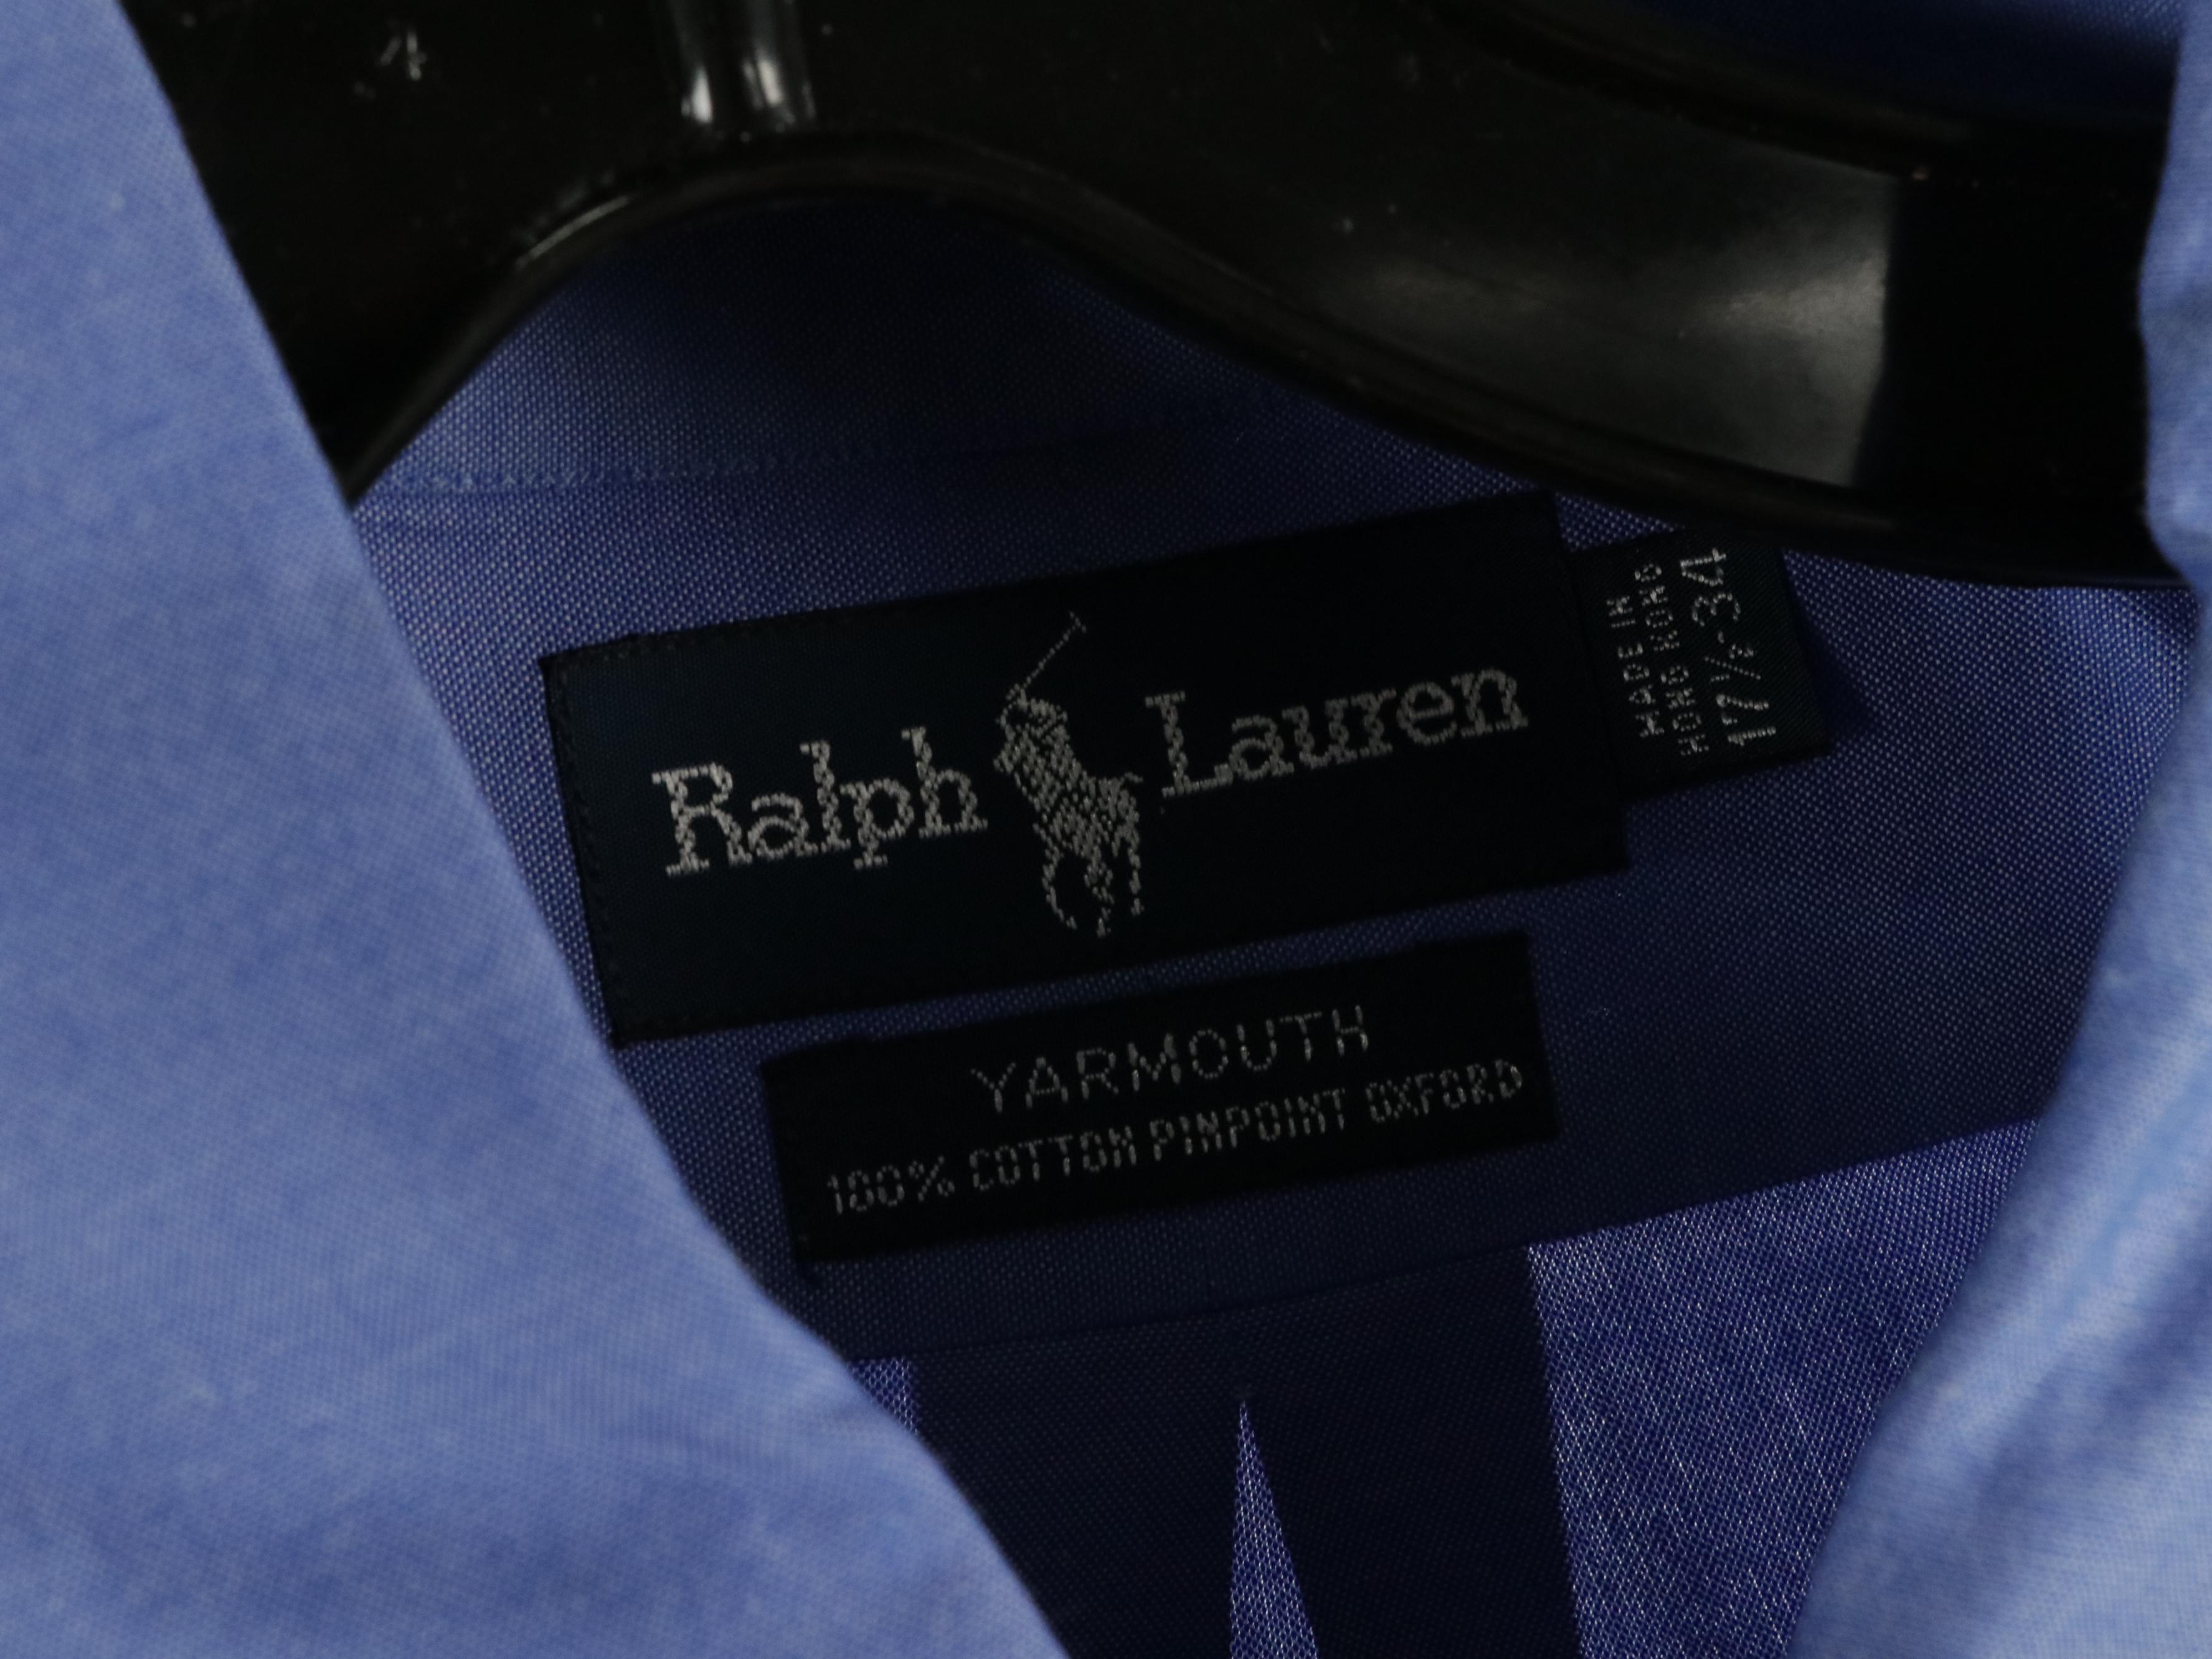 Ralph Lauren
MADE IN
HONG KONG
17½-34
YARMOUTH
100% COTTON PINPOINT OXFORD